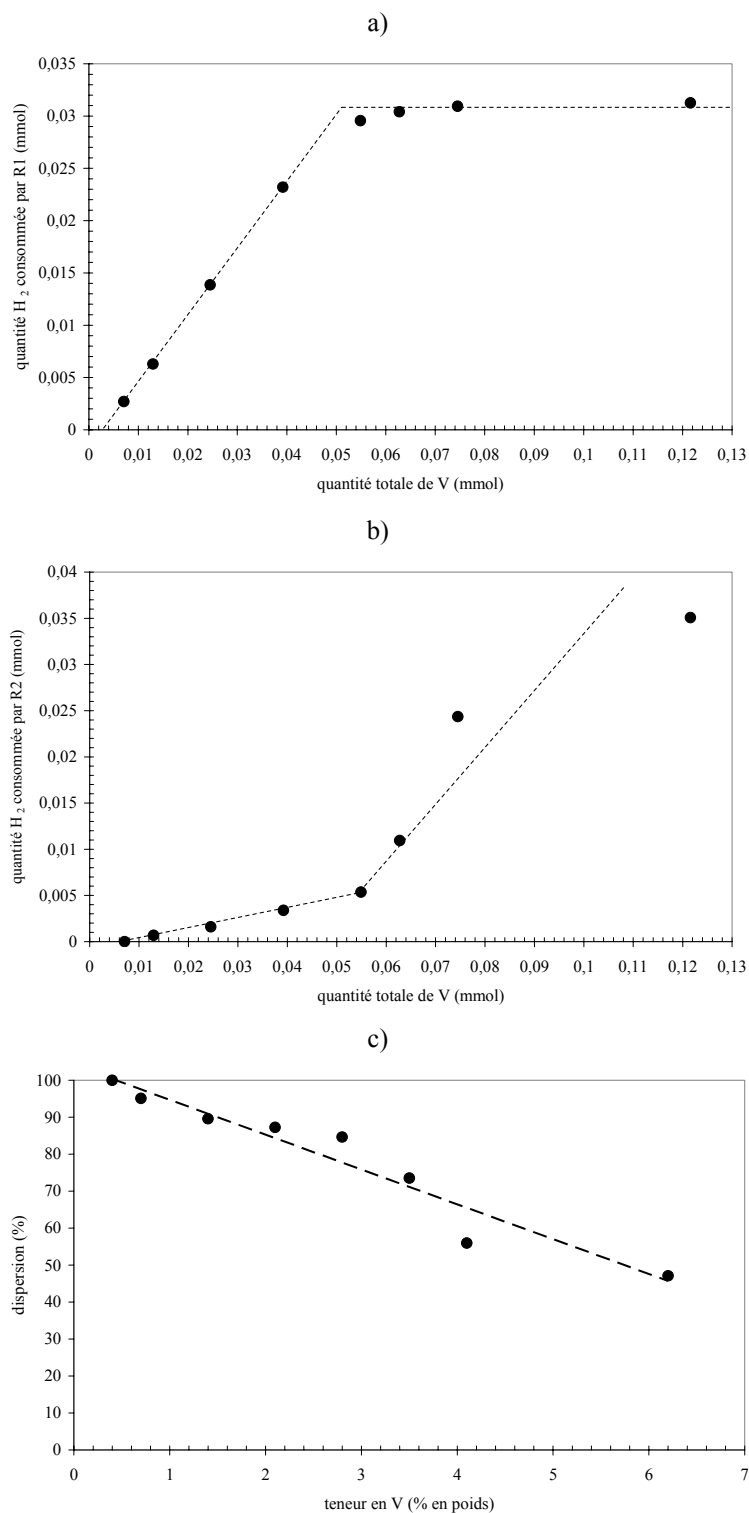 a)
0,035
0,03
0,025
0,02
0,015
0,01
0,005
0
quantité H2 consommée par R1 (mmol)
0 0,01 0,02 0,03 0,04 0,05 0,06 0,07 0,08 0,09 0,1 0,11 0,12 0,13
quantité totale de V (mmol)
b)
0,04
0,035
0,03
0,025
0,02
0,015
0,01
0,005
0
quantité H2 consommée par R2 (mmol)
0 0,01 0,02 0,03 0,04 0,05 0,06 0,07 0,08 0,09 0,1 0,11 0,12 0,13
quantité totale de V (mmol)
c)
100
90
80
70
60
50
40
30
20
10
0
dispersion (%)
0 1 2 3 4 5 6 7
teneur en V (% en poids)